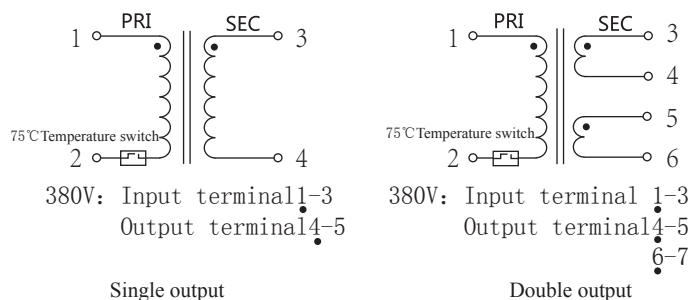 PRI SEC
1 3
75℃Temperature switch
2 4
380V: Input terminal1-3
Output terminal4-5
Single output
PRI SEC
1 3
4
75℃Temperature switch
5
2 6
380V: Input terminal 1-3
Output terminal4-5
6-7
Double output